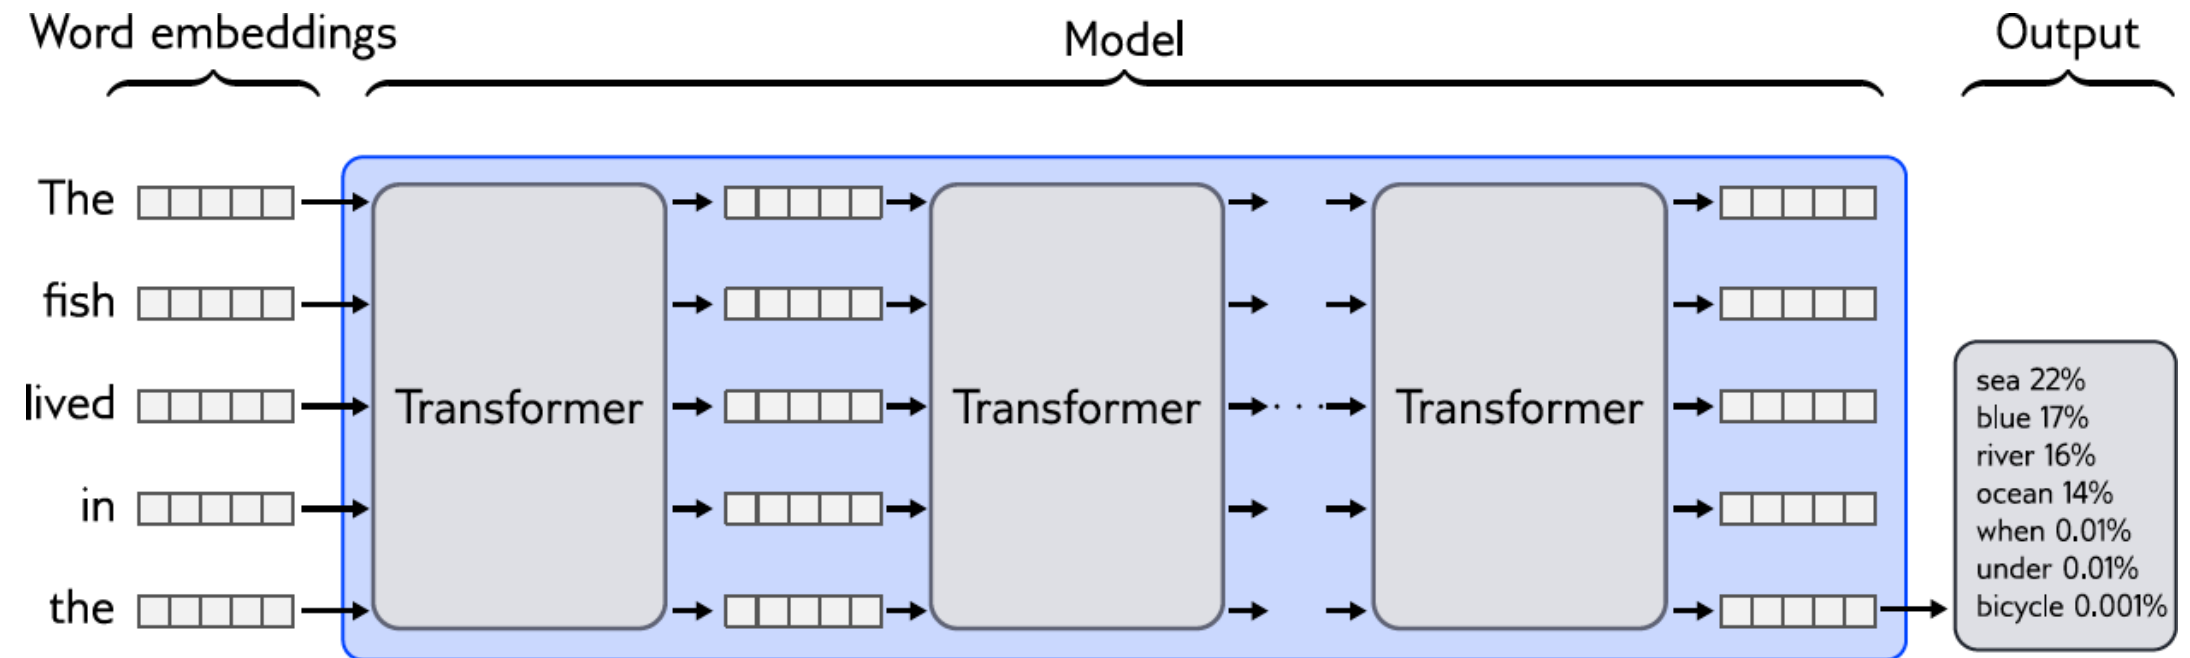 Word embeddings
Model
Output
The
fish
lived
in
the
Transformer
Transformer
. . .
Transformer
sea 22%
blue 17%
river 16%
ocean 14%
when 0.01%
under 0.01%
bicycle 0.001%